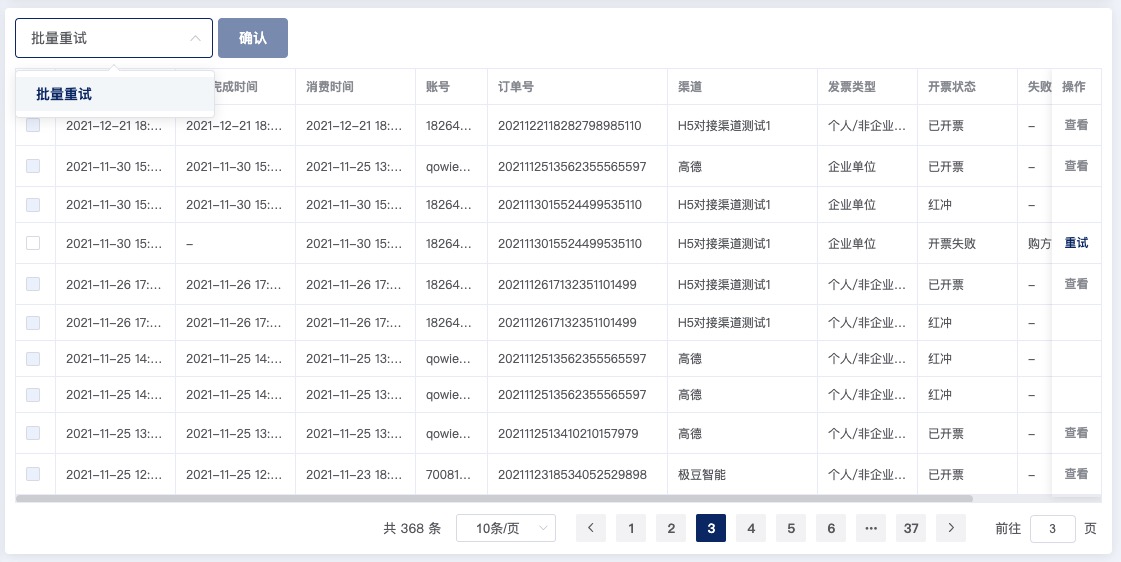 批量重试
确认
批量重试
完成时间 消费时间 账号 订单号 渠道 发票类型 开票状态 失败 操作
2021-12-21 18:... 2021-12-21 18:... 2021-12-21 18:... 18264... 2021122118282798985110 H5对接渠道测试1 个人/非企业... 已开票 - 查看
2021-11-30 15:... 2021-11-30 15:... 2021-11-25 13:... qowie... 2021112513562355565597 高德 企业单位 已开票 - 查看
2021-11-30 15:... 2021-11-30 15:... 2021-11-30 15:... 18264... 2021113015524499535110 H5对接渠道测试1 企业单位 红冲 -
2021-11-30 15:... - 2021-11-30 15:... 18264... 2021113015524499535110 H5对接渠道测试1 企业单位 开票失败 购方 重试
2021-11-26 17:... 2021-11-26 17:... 2021-11-26 17:... 18264... 2021112617132351101499 H5对接渠道测试1 个人/非企业... 已开票 - 查看
2021-11-26 17:... 2021-11-26 17:... 2021-11-26 17:... 18264... 2021112617132351101499 H5对接渠道测试1 个人/非企业... 红冲 -
2021-11-25 14:... 2021-11-25 14:... 2021-11-25 13:... qowie... 2021112513562355565597 高德 个人/非企业... 红冲 -
2021-11-25 14:... 2021-11-25 14:... 2021-11-25 13:... qowie... 2021112513562355565597 高德 个人/非企业... 红冲 -
2021-11-25 13:... 2021-11-25 13:... 2021-11-25 13:... qowie... 2021112513410210157979 高德 个人/非企业... 已开票 - 查看
2021-11-25 12:... 2021-11-25 12:... 2021-11-23 18:... 70081... 2021112318534052529898 极豆智能 个人/非企业... 已开票 - 查看
共 368 条 10条/页 < 1 2 3 4 5 6 ··· 37 > 前往 3 页